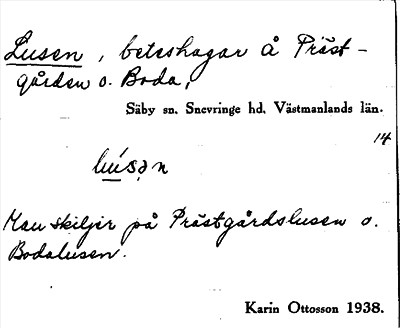 Lusen, beteshagar å Präst-
gården o. Boda,
Säby sn. Snevringe hd. Västmanlands län.
14
lu̇́sǝn
Man skiljer på Prästgårdslusen o.
Bodalusen.
Karin Ottosson 1938.